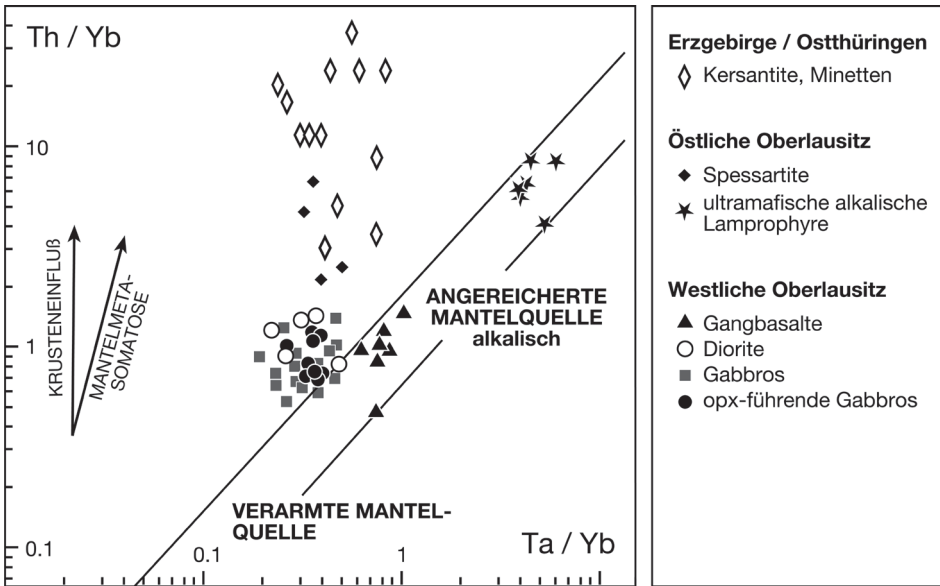 Th / Yb
10
1
0.1
0.1
1
Ta / Yb
KRUSTENEINFLUß
MANTELMETA-
SOMATOSE
ANGEREICHERTE
MANTELQUELLE
alkalisch
VERARMTE MANTEL-
QUELLE
Erzgebirge / Ostthüringen
Kersantite, Minetten
Östliche Oberlausitz
Spessartite
ultramafische alkalische
Lamprophyre
Westliche Oberlausitz
Gangbasalte
Diorite
Gabbros
opx-führende Gabbros